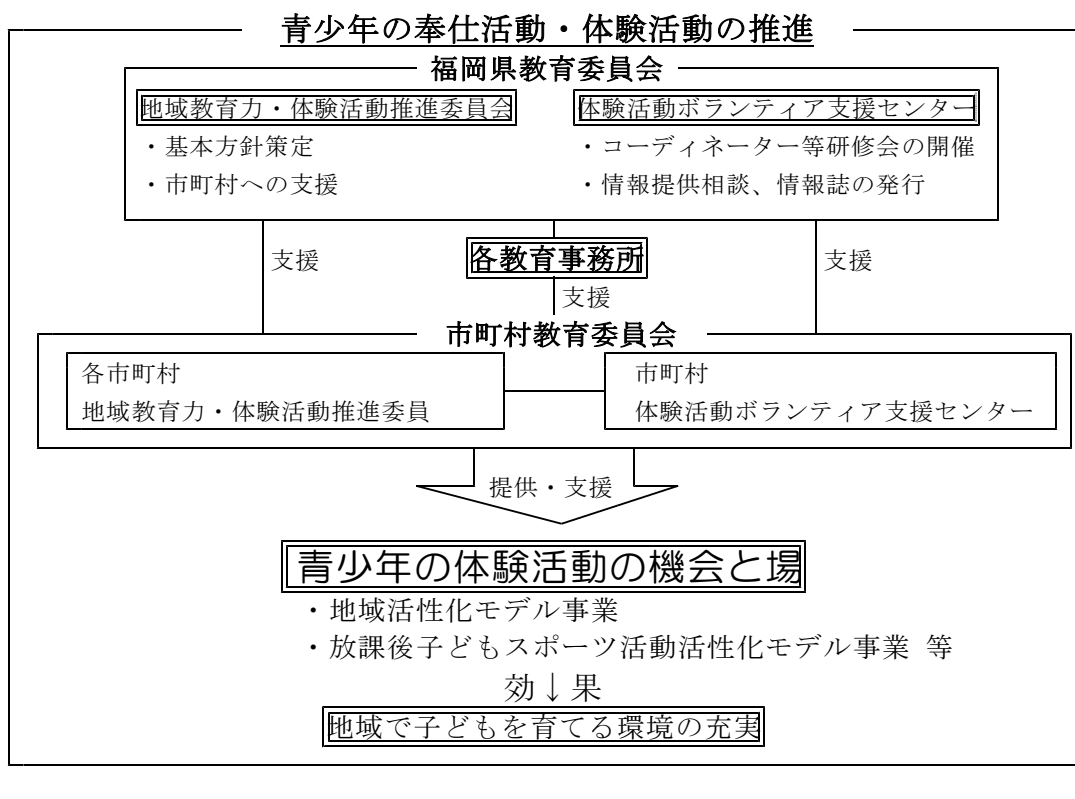 青少年の奉仕活動・体験活動の推進
福岡県教育委員会
地域教育力・体験活動推進委員会
・基本方針策定
・市町村への支援
体験活動ボランティア支援センター
・コーディネーター等研修会の開催
・情報提供相談、情報誌の発行
支援
各教育事務所
支援
支援
市町村教育委員会
各市町村
地域教育力・体験活動推進委員
市町村
体験活動ボランティア支援センター
提供・支援
青少年の体験活動の機会と場
・地域活性化モデル事業
・放課後子どもスポーツ活動活性化モデル事業 等
効↓果
地域で子どもを育てる環境の充実